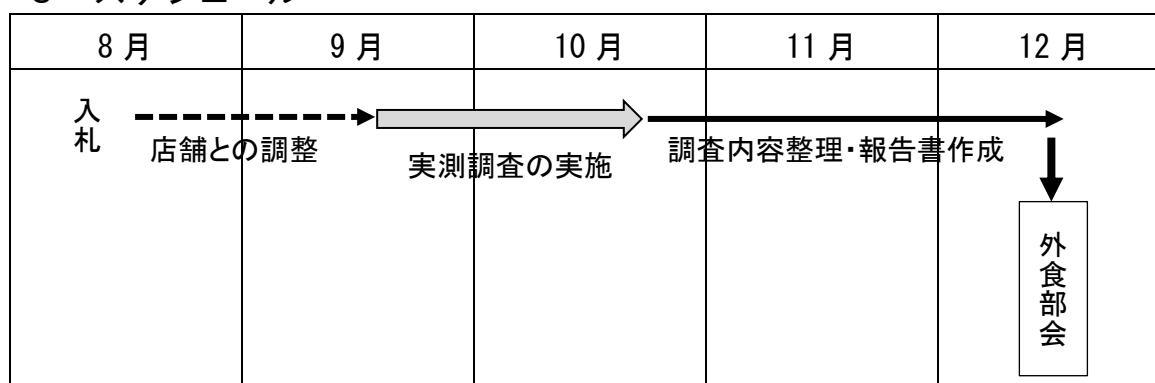 8月 9月 10月 11月 12月
入札
店舗との調整
実測調査の実施
調査内容整理・報告書作成
外食部会